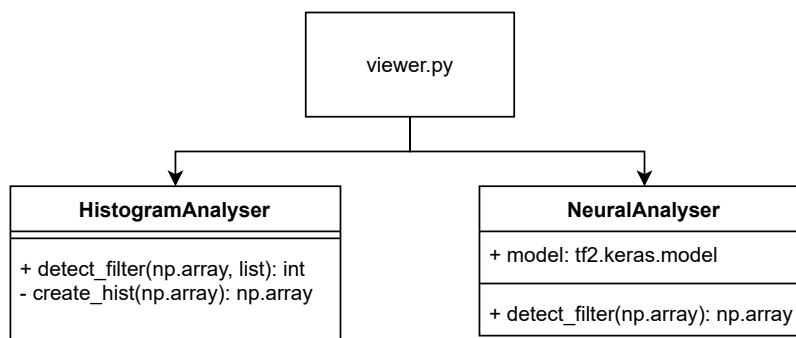 viewer.py
HistogramAnalyser
+ detect_filter(np.array, list): int
- create_hist(np.array): np.array
NeuralAnalyser
+ model: tf2.keras.model
+ detect_filter(np.array): np.array